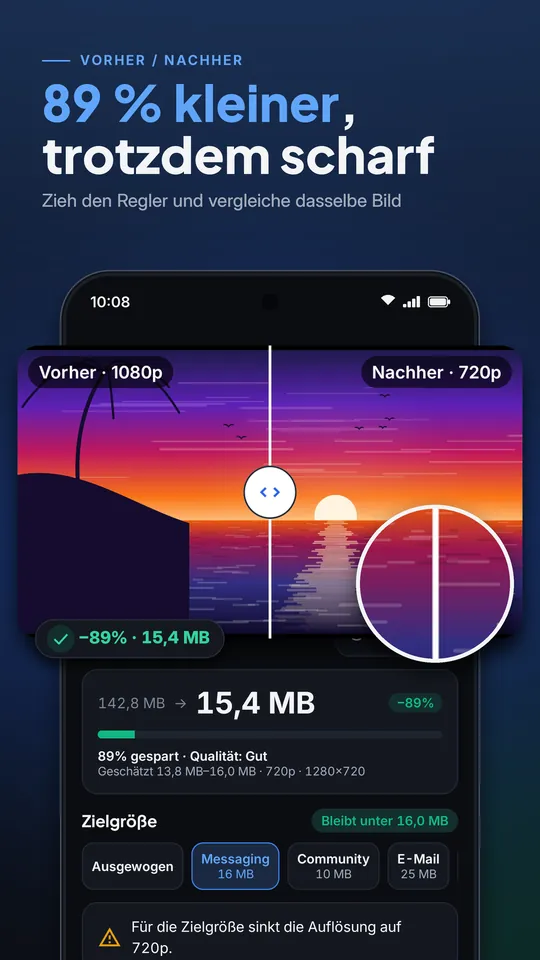 VORHER / NACHHER
89 % kleiner,
trotzdem scharf
Zieh den Regler und vergleiche dasselbe Bild
10:08
Vorher · 1080p
Nachher · 720p
−89% · 15,4 MB
142,8 MB → 15,4 MB
−89%
89% gespart · Qualität: Gut
Geschätzt 13,8 MB–16,0 MB · 720p · 1280×720
Zielgröße
Bleibt unter 16,0 MB
Ausgewogen
Messaging
16 MB
Community
10 MB
E-Mail
25 MB
Für die Zielgröße sinkt die Auflösung auf
720p.